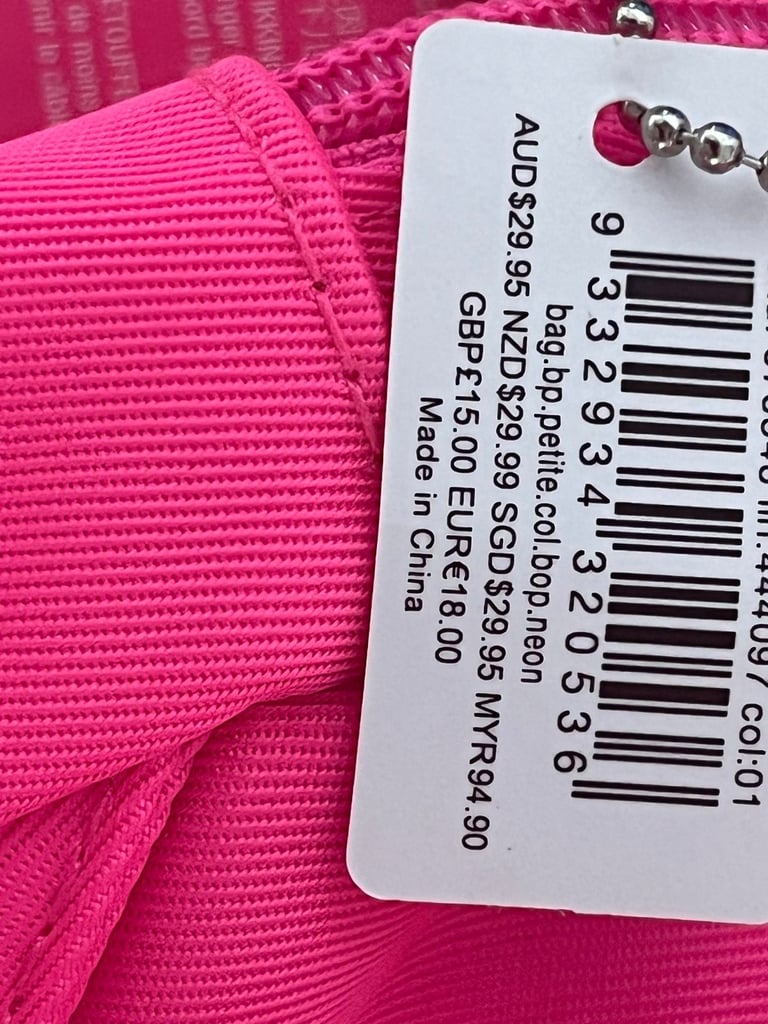 444097 col:01
9 332934 320536
bag.bp.petite.col.bop.neon
AUD$29.95 NZD$29.99 SGD$29.95 MYR94.90
GBP£15.00 EUR€18.00
Made in China